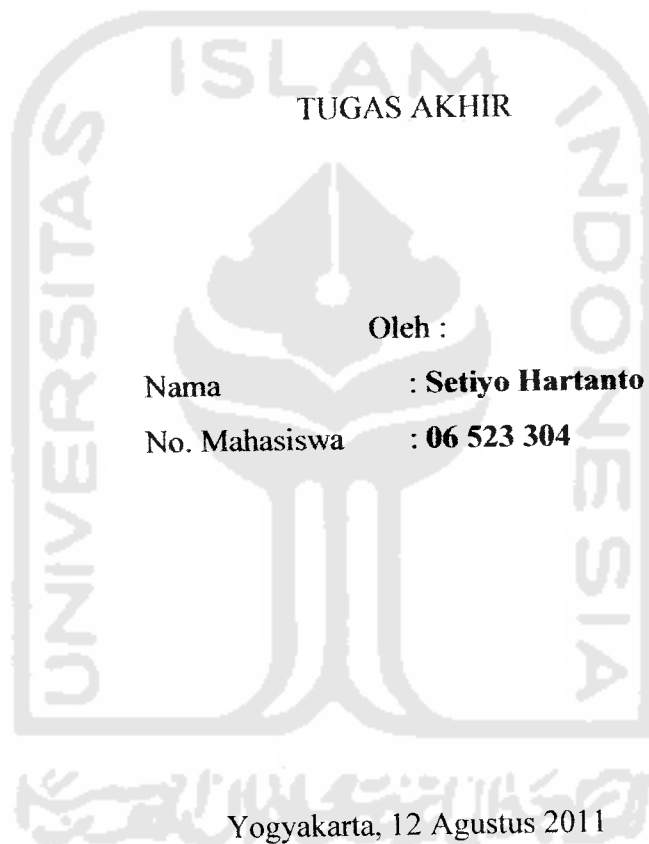 ISLAM
UNIVERSITAS
INDONESIA
TUGAS AKHIR
Oleh :
Nama : Setiyo Hartanto
No. Mahasiswa : 06 523 304
Yogyakarta, 12 Agustus 2011